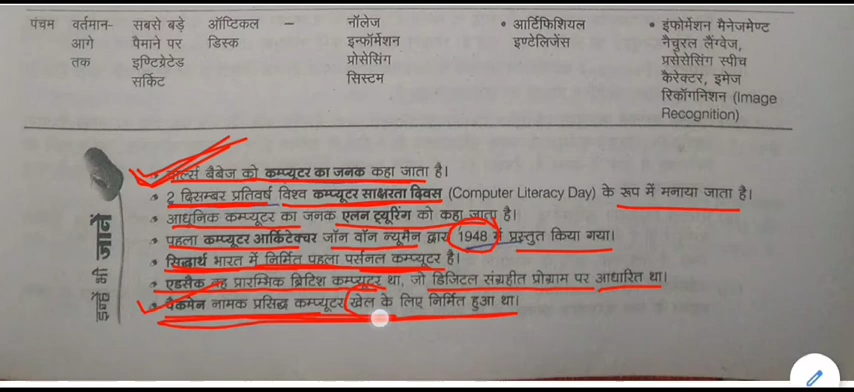 पंचम वर्तमान- सबसे बड़े ऑप्टिकल – नॉलेज • आर्टिफिशियल • इंफोर्मेशन मैनेजमेण्ट
आगे पैमाने पर डिस्क इन्फॉर्मेशन इण्टेलिजेंस नैचुरल लैंग्वेज,
तक इण्टिग्रेटेड प्रोसेसिंग प्रसेसेसिंग स्पीच
सर्किट सिस्टम कैरेक्टर, इमेज
रिकॉगनिशन (Image
Recognition)
इन्हें भी जानें
• चार्ल्स बैबेज को कम्प्यूटर का जनक कहा जाता है।
• 2 दिसम्बर प्रतिवर्ष विश्व कम्प्यूटर साक्षरता दिवस (Computer Literacy Day) के रूप में मनाया जाता है।
• आधुनिक कम्प्यूटर का जनक एलन ट्यूरिंग को कहा जाता है।
• पहला कम्प्यूटर आर्किटेक्चर जॉन वॉन न्यूमैन द्वारा 1948 में प्रस्तुत किया गया।
• सिद्धार्थ भारत में निर्मित पहला पर्सनल कम्प्यूटर है।
• एडसैक वह प्रारम्भिक ब्रिटिश कम्प्यूटर था, जो डिजिटल संग्रहीत प्रोग्राम पर आधारित था।
• पैकमेन नामक प्रसिद्ध कम्प्यूटर खेल के लिए निर्मित हुआ था।